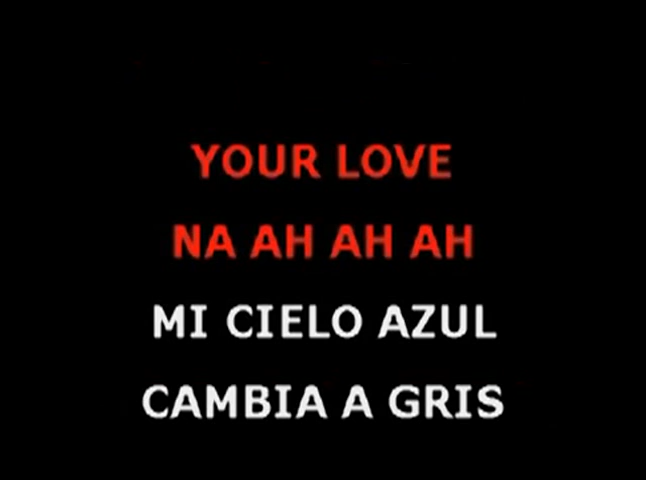 YOUR LOVE
NA AH AH AH
MI CIELO AZUL
CAMBIA A GRIS